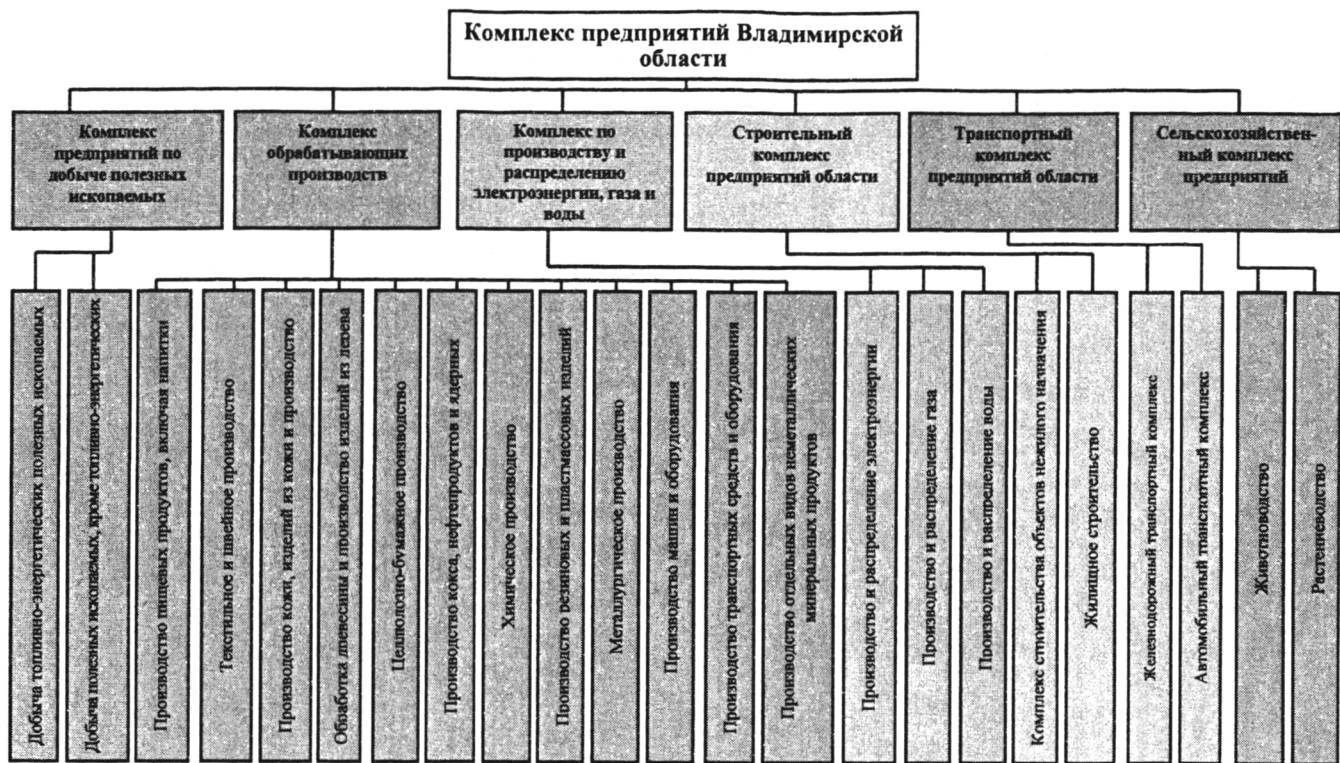 Комплекс предприятий Владимирской
области
Комплекс
предприятий по
добыче полезных
ископаемых
Комплекс
обрабатывающих
производств
Комплекс по
производству и
распределению
электроэнергии, газа и
воды
Строительный
комплекс
предприятий области
Транспортный
комплекс
предприятий области
Сельскохозяйствен-
ный комплекс
предприятий
Добыча топливно-энергетических полезных ископаемых
Добыча полезных ископаемых, кроме топливно-энергетических
Производство пищевых продуктов, включая напитки
Текстильное и швейное производство
Производство кожи, изделий из кожи и производство
Обработка древесины и производство изделий из дерева
Целлюлозно-бумажное производство
Производство кокса, нефтепродуктов и ядерных
Химическое производство
Производство резиновых и пластмассовых изделий
Металлургическое производство
Производство машин и оборудования
Производство транспортных средств и оборудования
Производство отдельных видов неметаллических
минеральных продуктов
Производство и распределение электроэнергии
Производство и распределение газа
Производство и распределение воды
Комплекс строительства объектов нежилого назначения
Жилищное строительство
Железнодорожный транспортный комплекс
Автомобильный транспортный комплекс
Животноводство
Растениеводство